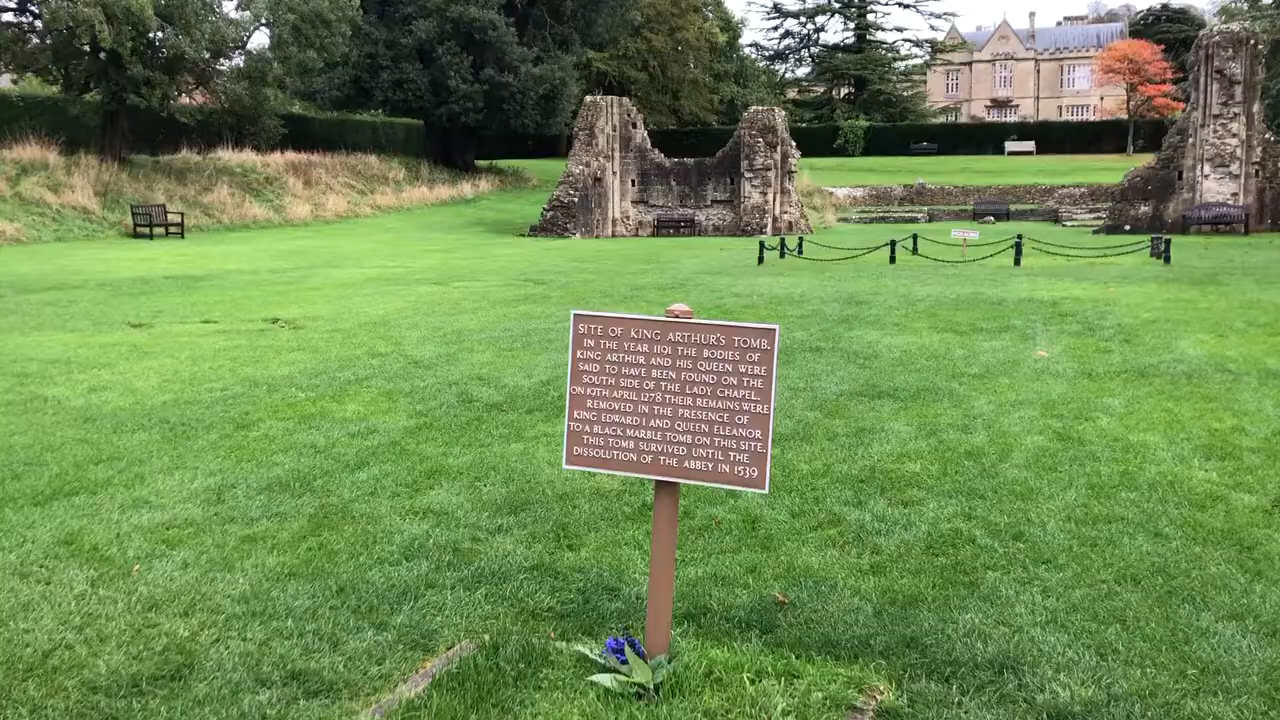 SITE OF KING ARTHUR'S TOMB.
IN THE YEAR 1191 THE BODIES OF
KING ARTHUR AND HIS QUEEN WERE
SAID TO HAVE BEEN FOUND ON THE
SOUTH SIDE OF THE LADY CHAPEL.
ON 19TH APRIL 1278 THEIR REMAINS WERE
REMOVED IN THE PRESENCE OF
KING EDWARD I AND QUEEN ELEANOR
TO A BLACK MARBLE TOMB ON THIS SITE.
THIS TOMB SURVIVED UNTIL THE
DISSOLUTION OF THE ABBEY IN 1539